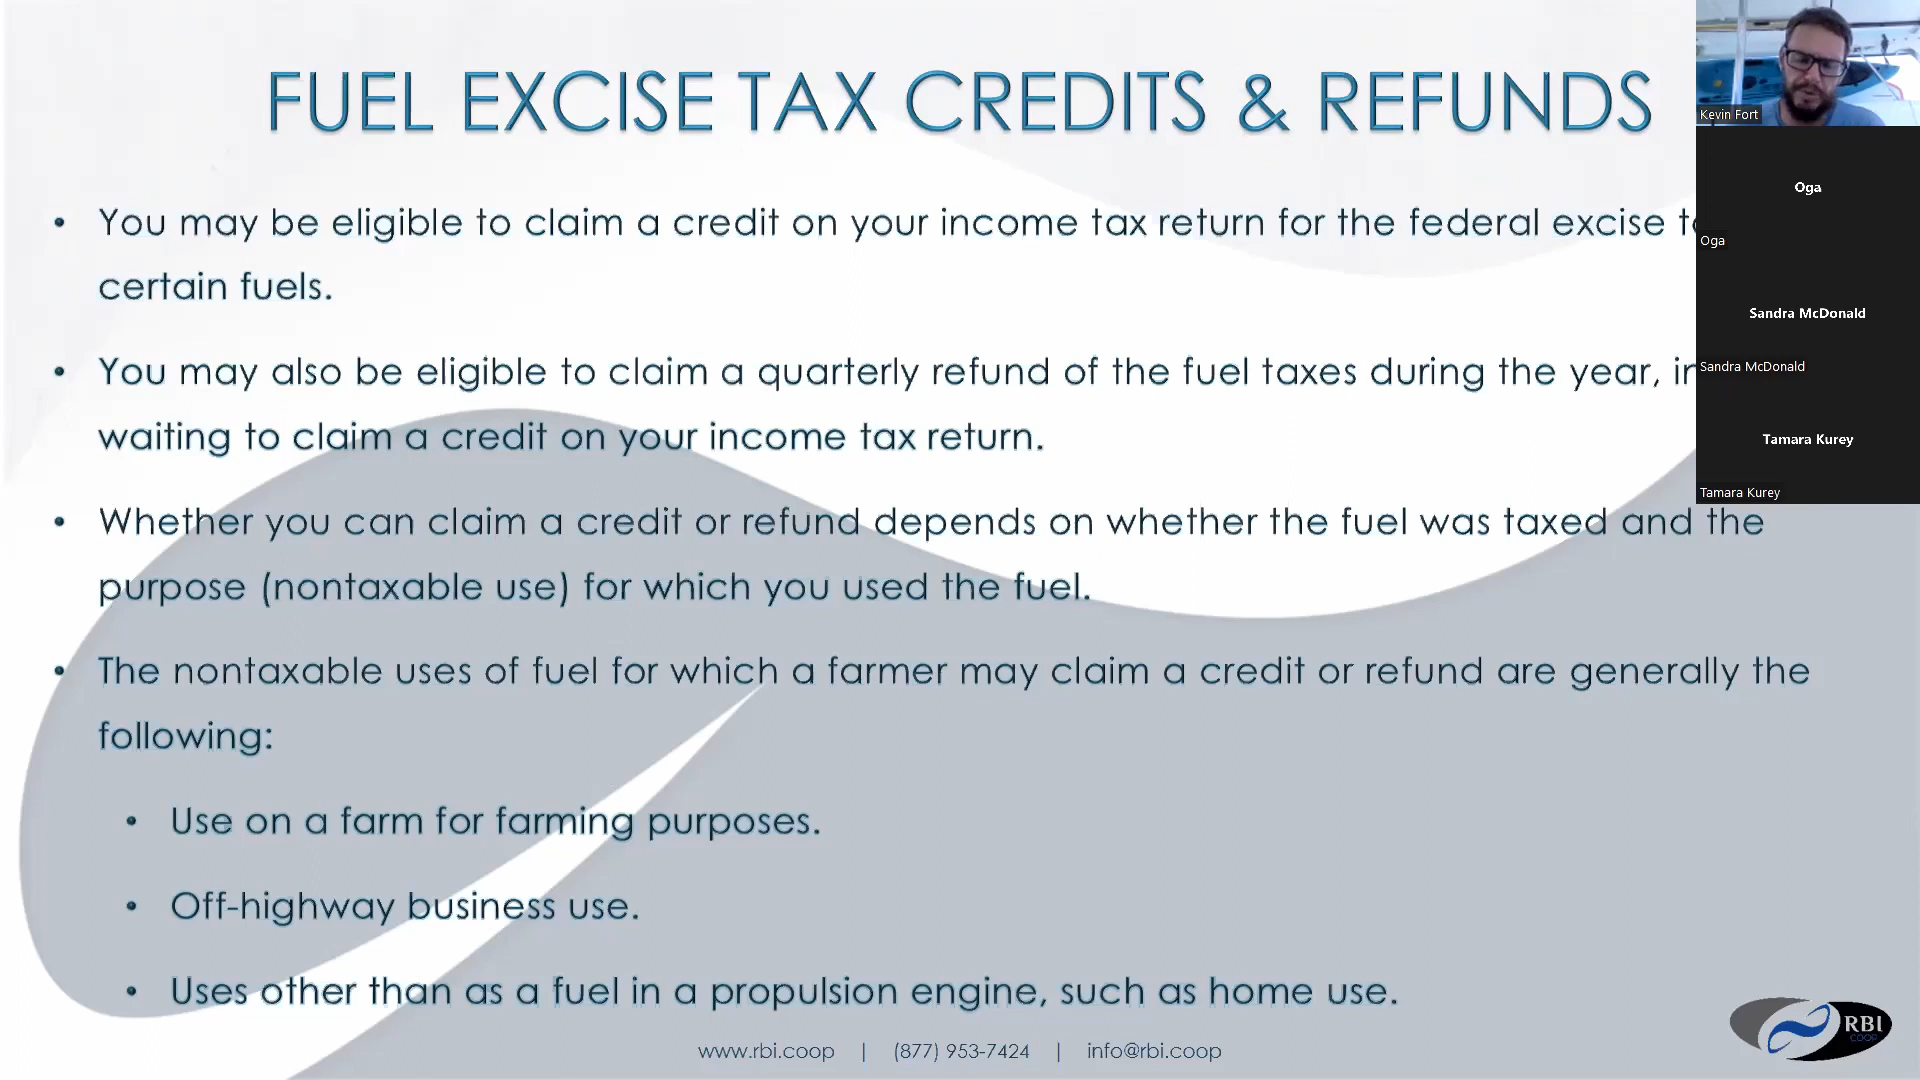 FUEL EXCISE TAX CREDITS & REFUNDS
• You may be eligible to claim a credit on your income tax return for the federal excise
certain fuels.
• You may also be eligible to claim a quarterly refund of the fuel taxes during the year,
waiting to claim a credit on your income tax return.
• Whether you can claim a credit or refund depends on whether the fuel was taxed and the
purpose (nontaxable use) for which you used the fuel.
• The nontaxable uses of fuel for which a farmer may claim a credit or refund are generally the
following:
• Use on a farm for farming purposes.
• Off-highway business use.
• Uses other than as a fuel in a propulsion engine, such as home use.
www.rbi.coop | (877) 953-7424 | info@rbi.coop
RBI
COOP
Kevin Fort
Oga
Oga
Sandra McDonald
Sandra McDonald
Tamara Kurey
Tamara Kurey